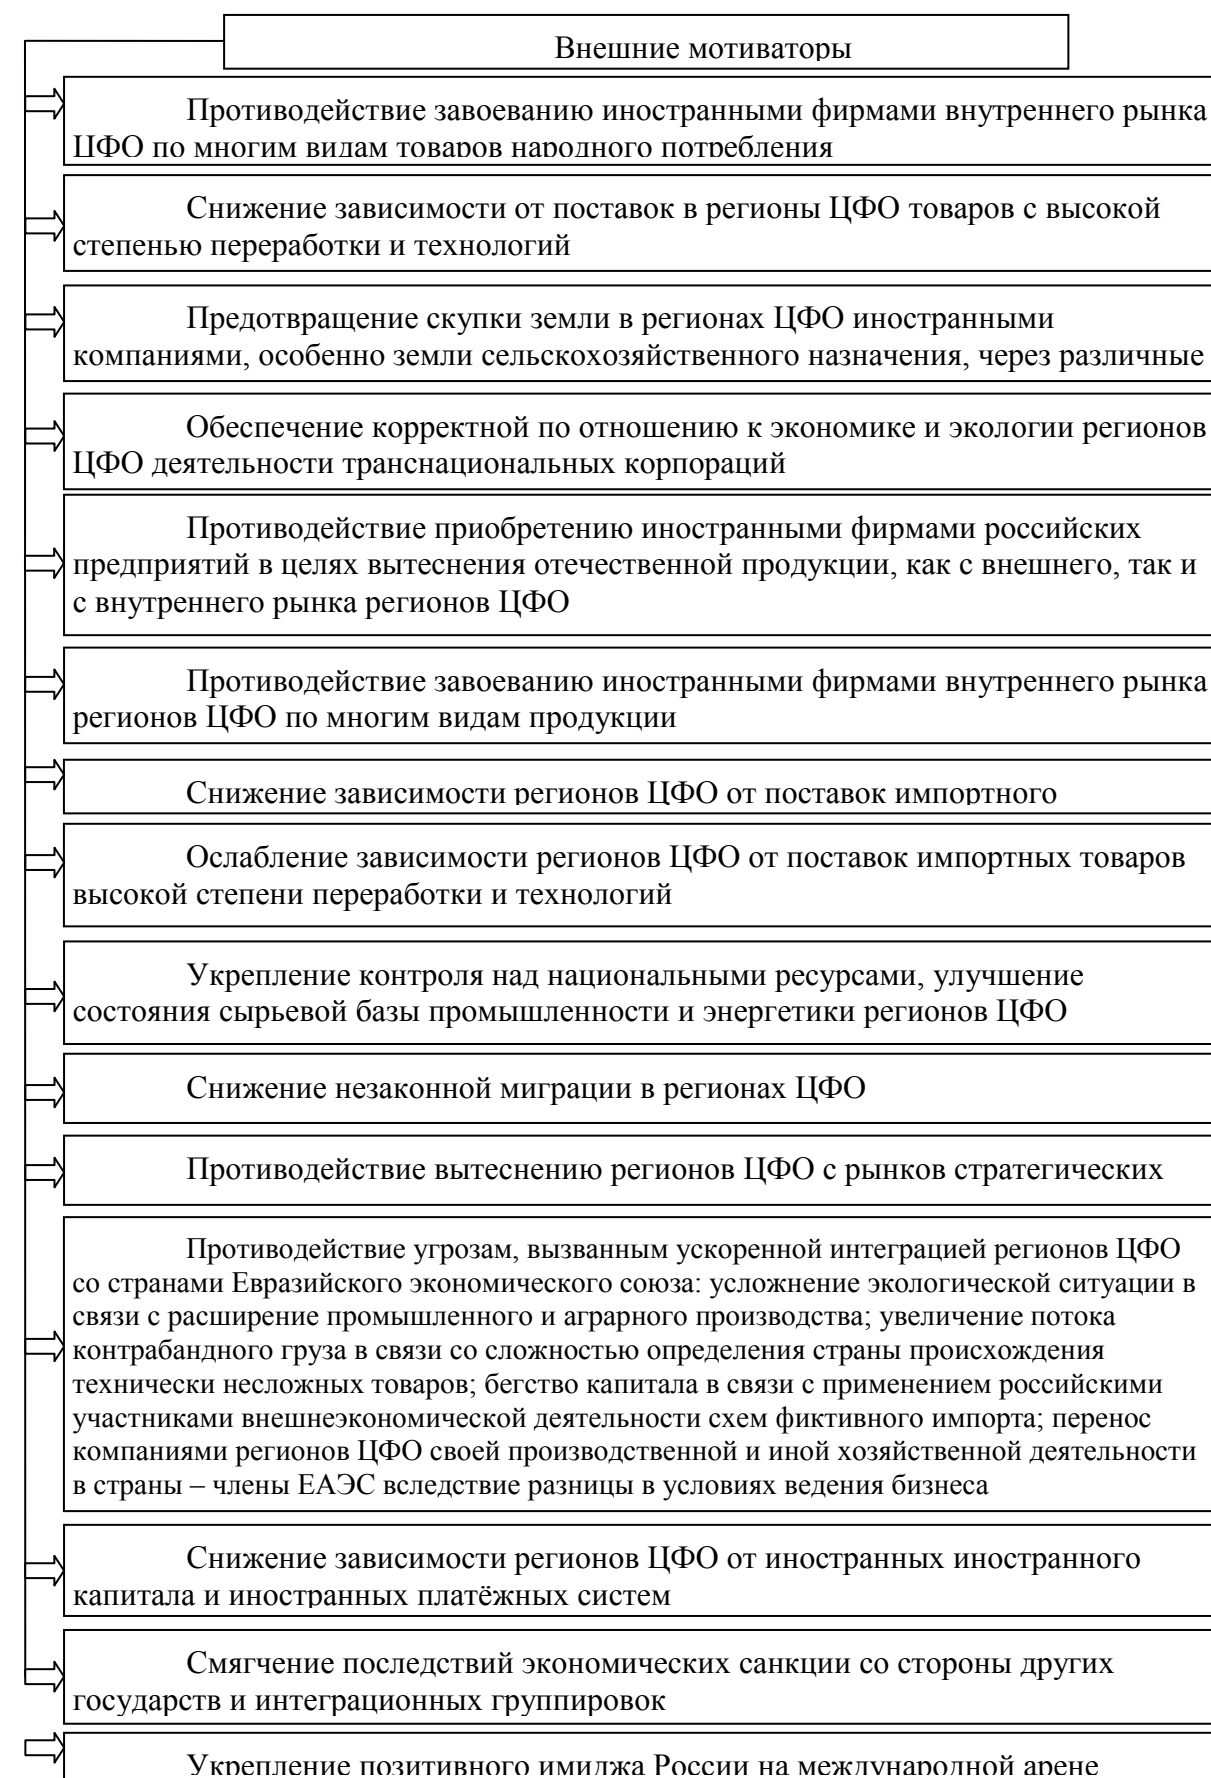 Внешние мотиваторы
Противодействие завоеванию иностранными фирмами внутреннего рынка
ЦФО по многим видам товаров народного потребления
Снижение зависимости от поставок в регионы ЦФО товаров с высокой
степенью переработки и технологий
Предотвращение скупки земли в регионах ЦФО иностранными
компаниями, особенно земли сельскохозяйственного назначения, через различные
Обеспечение корректной по отношению к экономике и экологии регионов
ЦФО деятельности транснациональных корпораций
Противодействие приобретению иностранными фирмами российских
предприятий в целях вытеснения отечественной продукции, как с внешнего, так и
с внутреннего рынка регионов ЦФО
Противодействие завоеванию иностранными фирмами внутреннего рынка
регионов ЦФО по многим видам продукции
Снижение зависимости регионов ЦФО от поставок импортного
Ослабление зависимости регионов ЦФО от поставок импортных товаров
высокой степени переработки и технологий
Укрепление контроля над национальными ресурсами, улучшение
состояния сырьевой базы промышленности и энергетики регионов ЦФО
Снижение незаконной миграции в регионах ЦФО
Противодействие вытеснению регионов ЦФО с рынков стратегических
Противодействие угрозам, вызванным ускоренной интеграцией регионов ЦФО
со странами Евразийского экономического союза: усложнение экологической ситуации в
связи с расширение промышленного и аграрного производства; увеличение потока
контрабандного груза в связи со сложностью определения страны происхождения
технически несложных товаров; бегство капитала в связи с применением российскими
участниками внешнеэкономической деятельности схем фиктивного импорта; перенос
компаниями регионов ЦФО своей производственной и иной хозяйственной деятельности
в страны – члены ЕАЭС вследствие разницы в условиях ведения бизнеса
Снижение зависимости регионов ЦФО от иностранных иностранного
капитала и иностранных платёжных систем
Смягчение последствий экономических санкции со стороны других
государств и интеграционных группировок
Укрепление позитивного имиджа России на международной арене